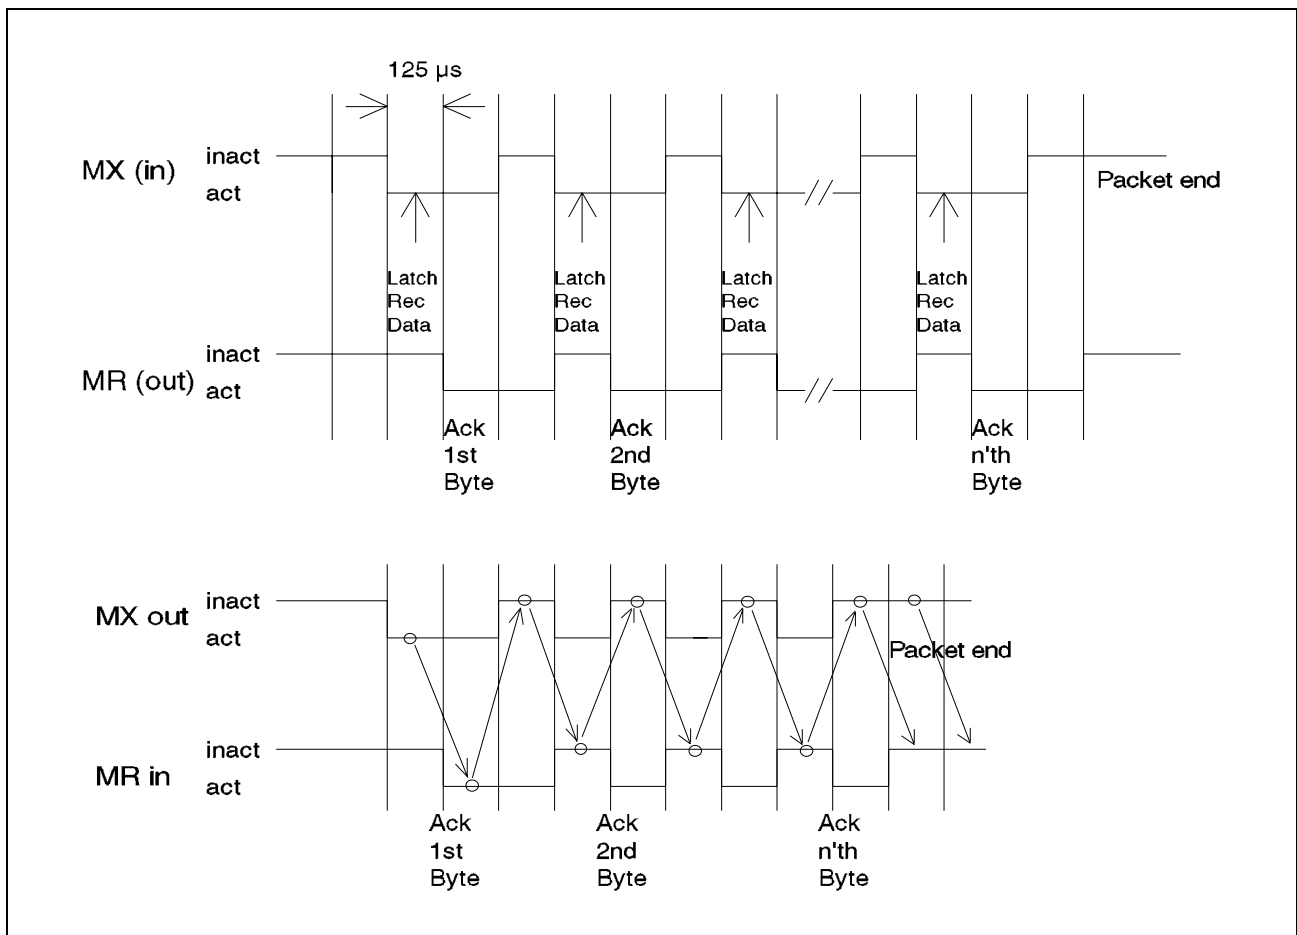 125 µs
MX (in)
inact
act
Packet end
Latch
Rec
Data
Latch
Rec
Data
Latch
Rec
Data
Latch
Rec
Data
MR (out)
inact
act
Ack
1st
Byte
Ack
2nd
Byte
Ack
n'th
Byte
MX out
inact
act
Packet end
MR in
inact
act
Ack
1st
Byte
Ack
2nd
Byte
Ack
n'th
Byte